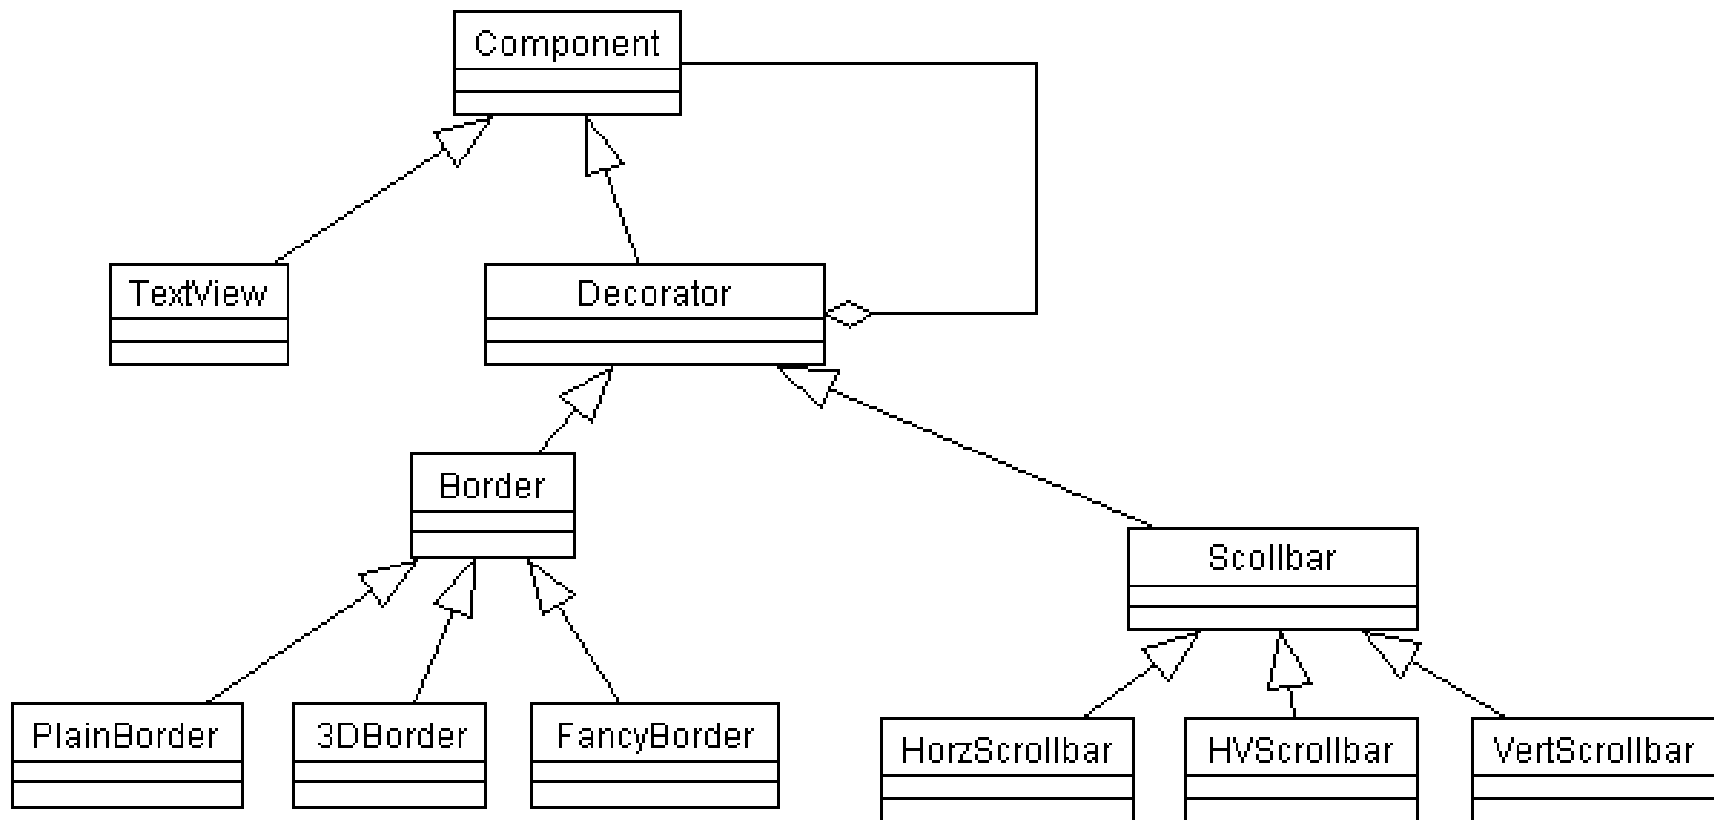 Component
TextView
Decorator
Border
Scollbar
PlainBorder
3DBorder
FancyBorder
HorzScrollbar
HVScrollbar
VertScrollbar